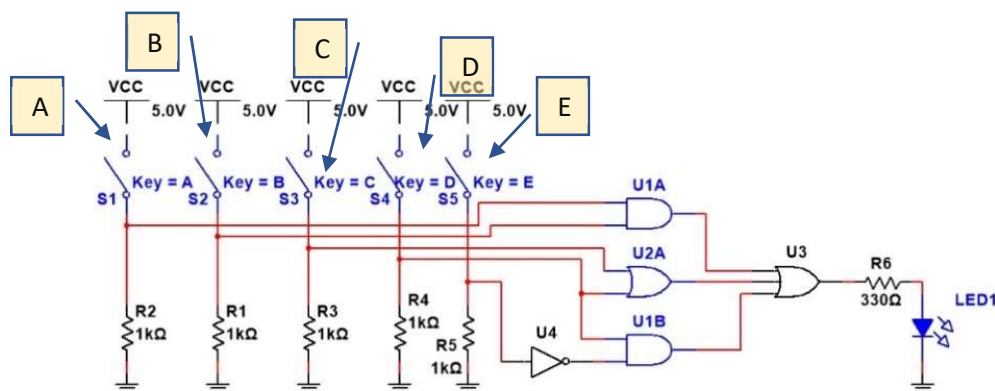 A
B
C
D
E
VCC
5.0V
VCC
5.0V
VCC
5.0V
VCC
VCC
5.0V
S1
Key = A
S2
Key = B
S3
Key = C
S4
Key = D
S5
Key = E
U1A
U2A
U3
R6
330Ω
LED1
R2
1kΩ
R1
1kΩ
R3
1kΩ
R4
1kΩ
R5
1kΩ
U4
U1B